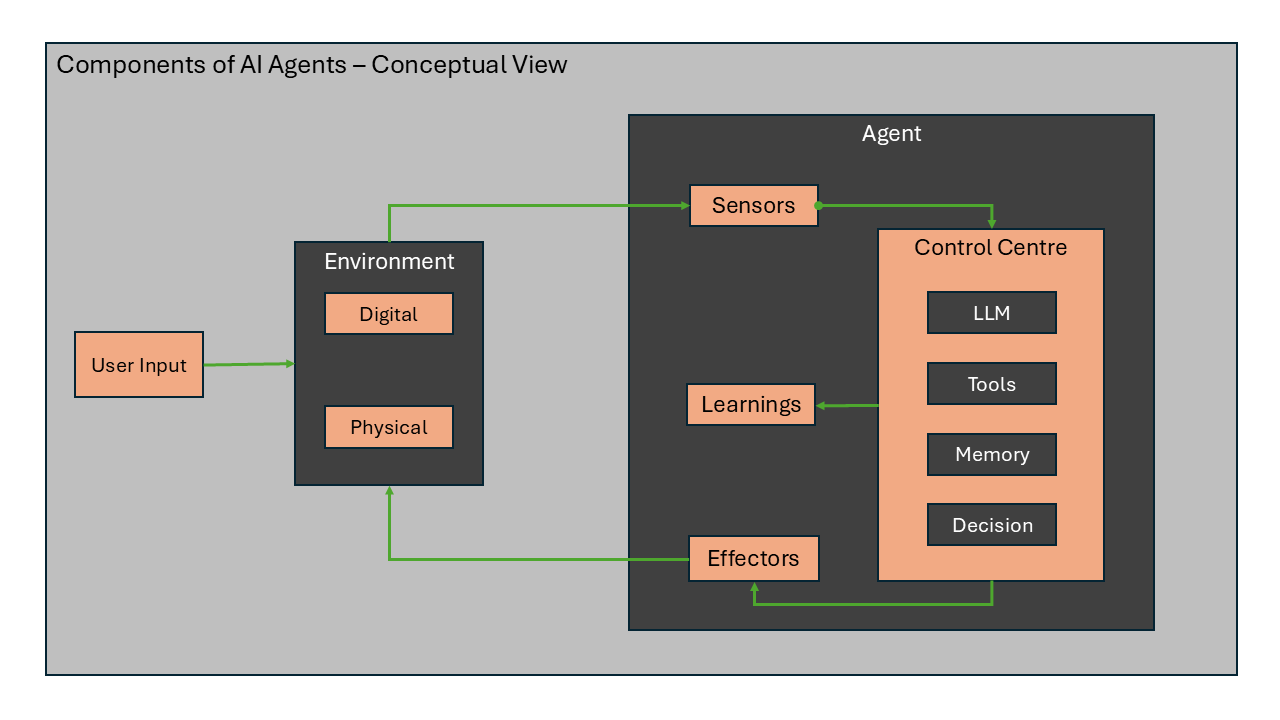 Components of AI Agents – Conceptual View
Agent
Sensors
Control Centre
Environment
Digital
LLM
User Input
Tools
Learnings
Physical
Memory
Decision
Effectors